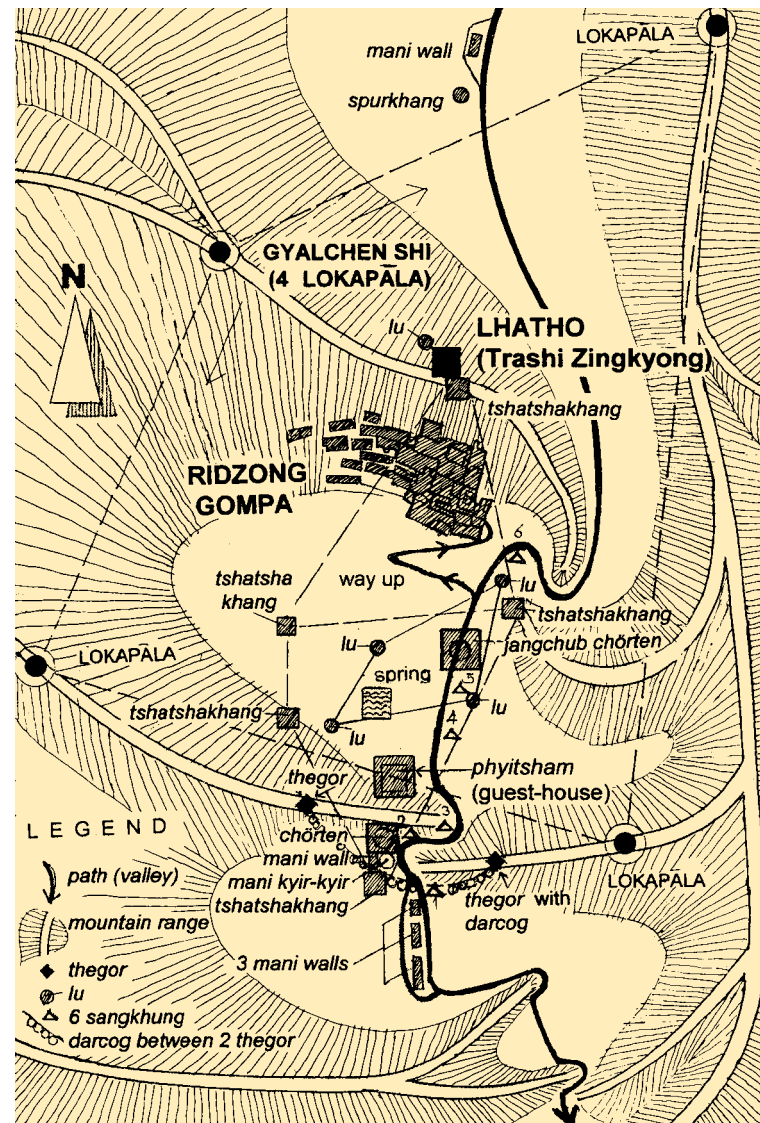 mani wall
LOKAPĀLA
spurkhang
GYALCHEN SHI
(4 LOKAPĀLA)
N
lu
LHATHO
(Trashi Zingkyong)
tshatshakhang
RIDZONG
GOMPA
6
way up
lu
tshatsha
khang
tshatshakhang
jangchub chörten
lu
LOKAPĀLA
spring
5
lu
tshatshakhang
4
lu
thegor
phyitsham
(guest-house)
3
2
LEGEND
chörten
path (valley)
mani wall
mani kyir-kyir
LOKAPĀLA
tshatshakhang
1
thegor with
darcog
mountain range
3 mani walls
thegor
lu
6 sangkhung
darcog between 2 thegor